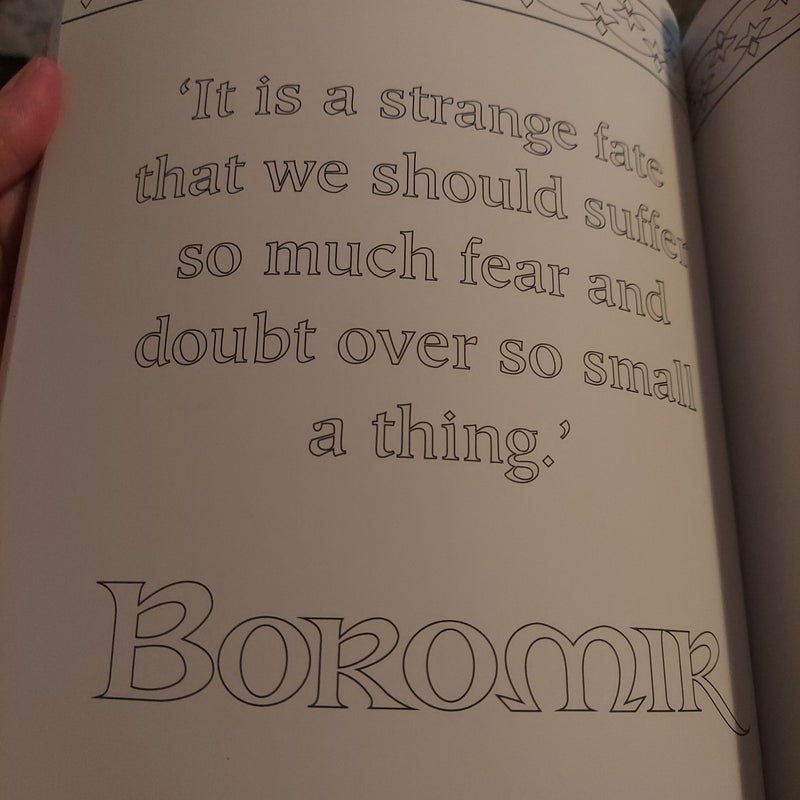 ‘It is a strange fate
that we should suffer
so much fear and
doubt over so small
a thing.’
BOROMIR